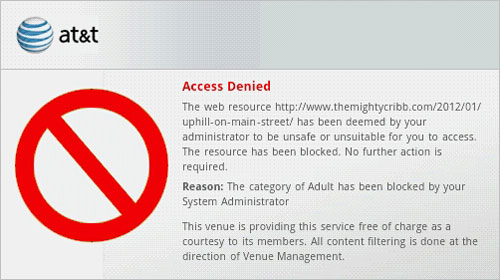 at&t
Access Denied
The web resource http://www.themightycribb.com/2012/01/
uphill-on-main-street/ has been deemed by your
administrator to be unsafe or unsuitable for you to access.
The resource has been blocked. No further action is
required.
Reason: The category of Adult has been blocked by your
System Administrator
This venue is providing this service free of charge as a
courtesy to its members. All content filtering is done at the
direction of Venue Management.